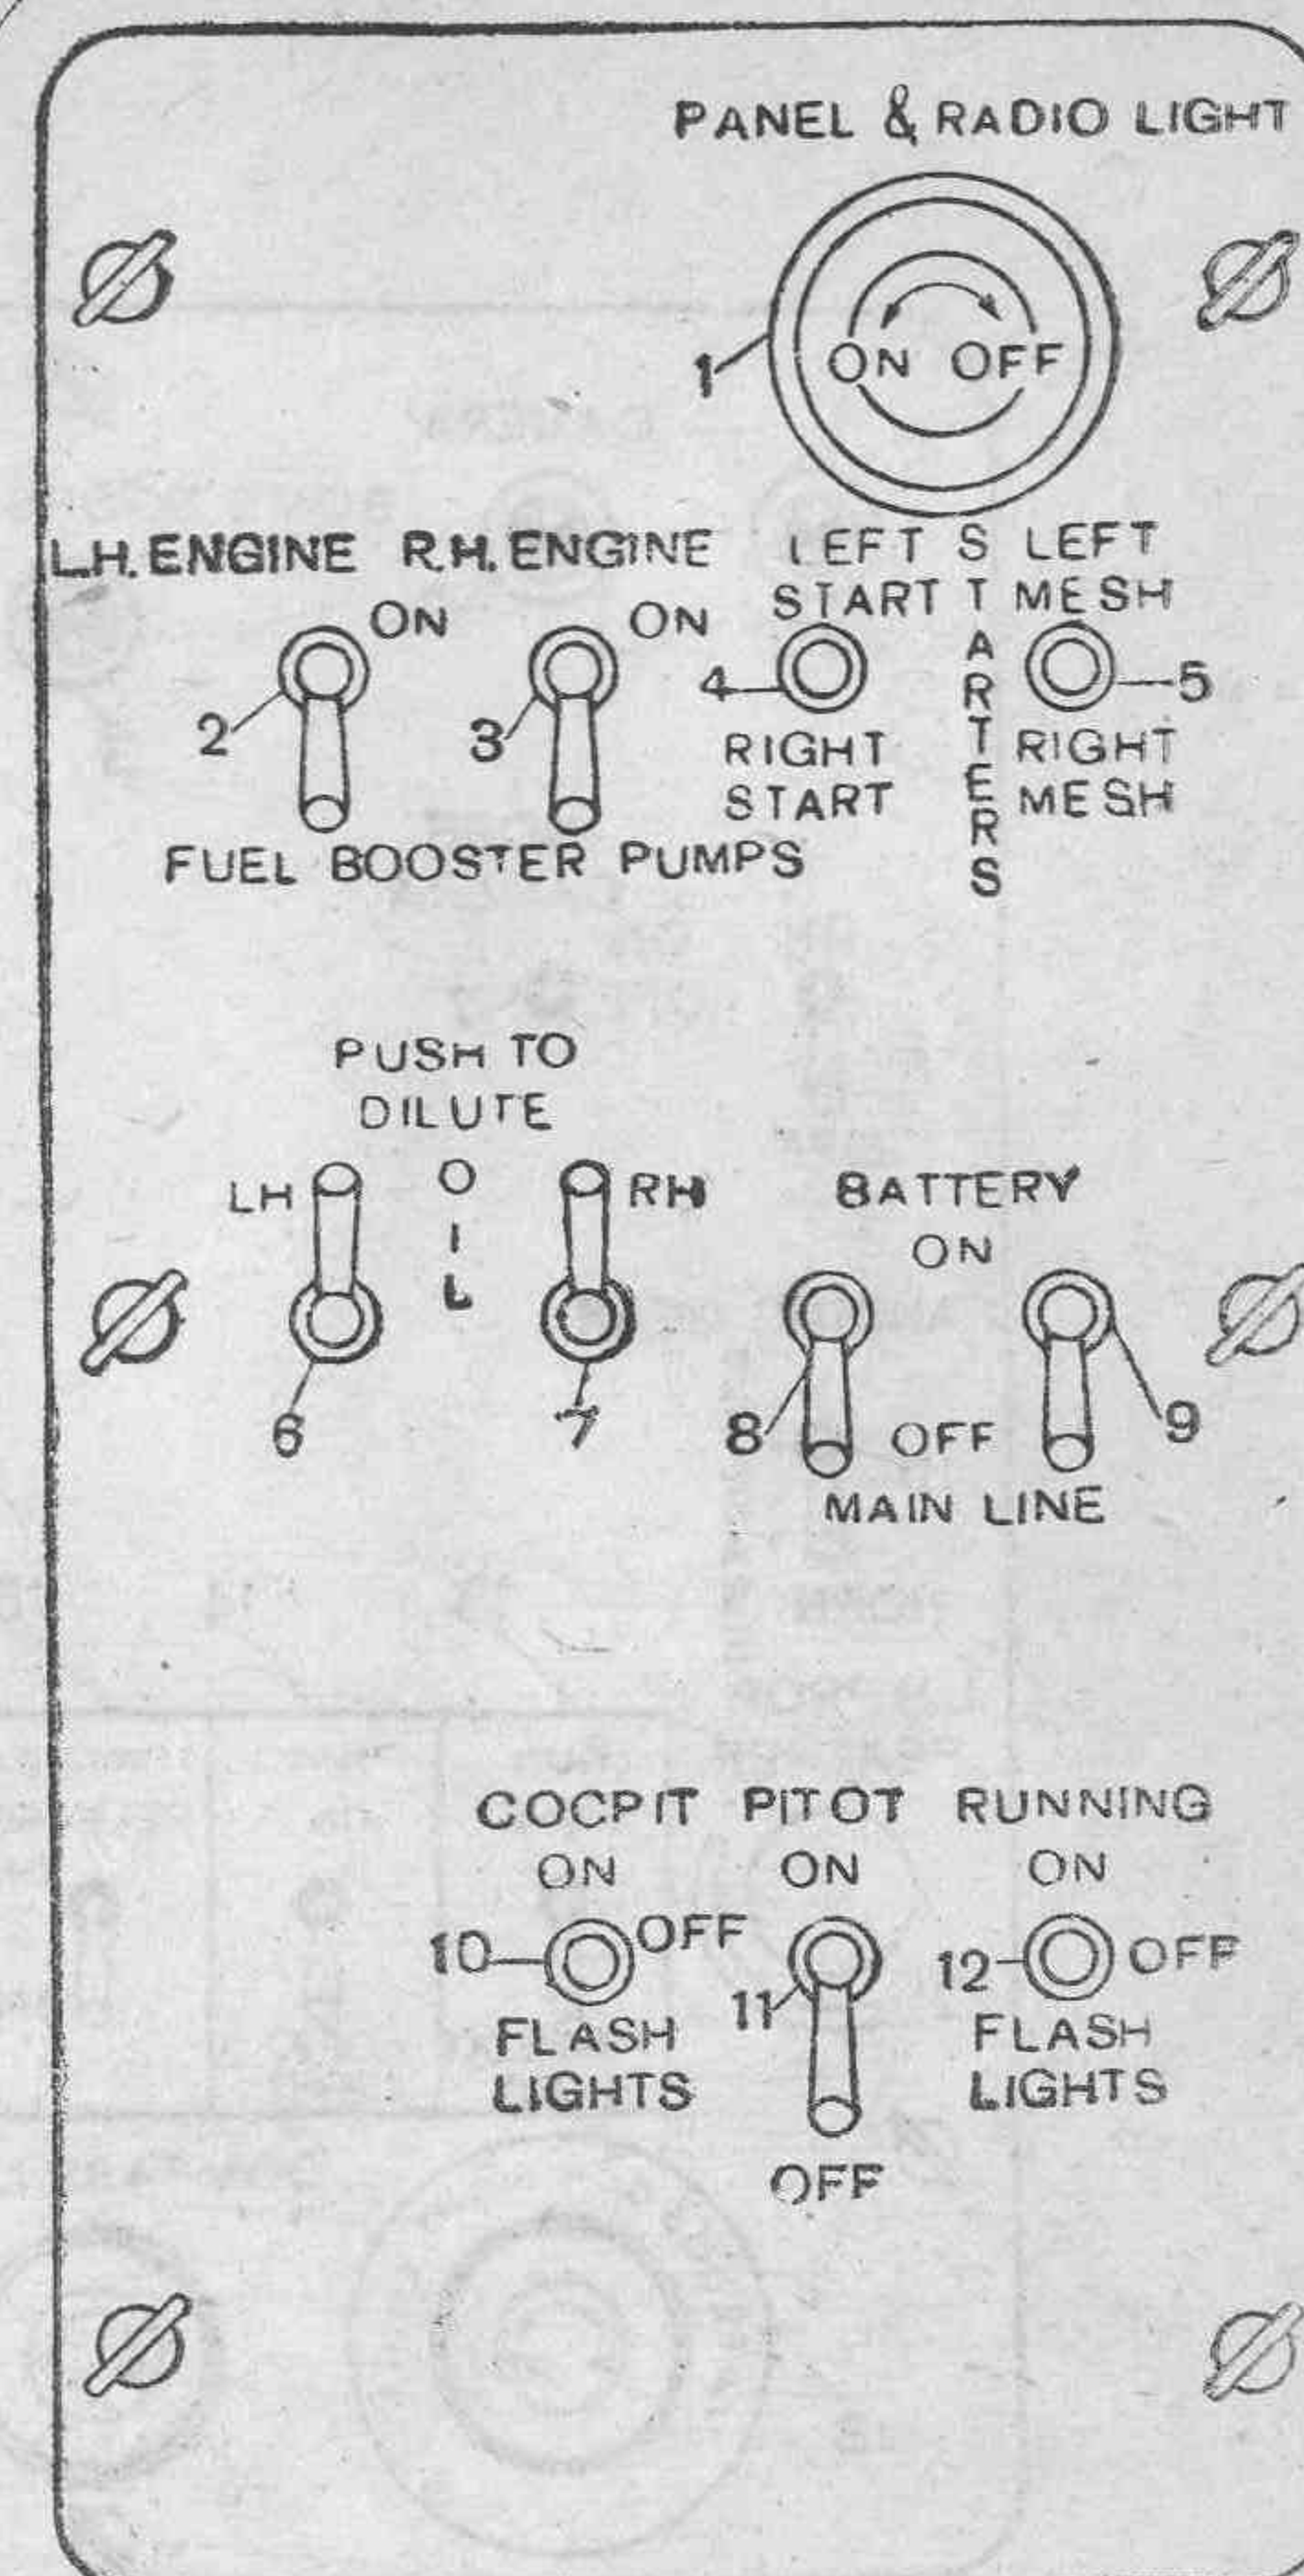 PANEL & RADIO LIGHT
1
ON OFF
L.H. ENGINE R.H. ENGINE
ON
ON
2
3
FUEL BOOSTER PUMPS
LEFT
START
4
RIGHT
START
STARTERS
LEFT
MESH
5
RIGHT
MESH
PUSH TO
DILUTE
LH
OIL
RH
6
7
BATTERY
ON
8
OFF
9
MAIN LINE
COCPIT PITOT RUNNING
ON ON ON
10 OFF
11
12 OFF
FLASH
LIGHTS
FLASH
LIGHTS
OFF